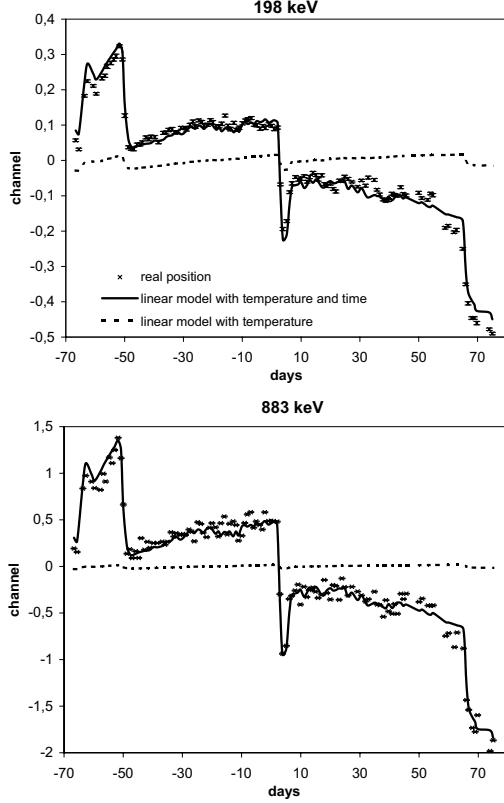 198 keV
0,4
0,3
0,2
0,1
0
-0,1
-0,2
-0,3
-0,4
-0,5
channel
real position
linear model with temperature and time
linear model with temperature
-70 -50 -30 -10 10 30 50 70
days
883 keV
1,5
1
0,5
0
-0,5
-1
-1,5
-2
channel
-70 -50 -30 -10 10 30 50 70
days